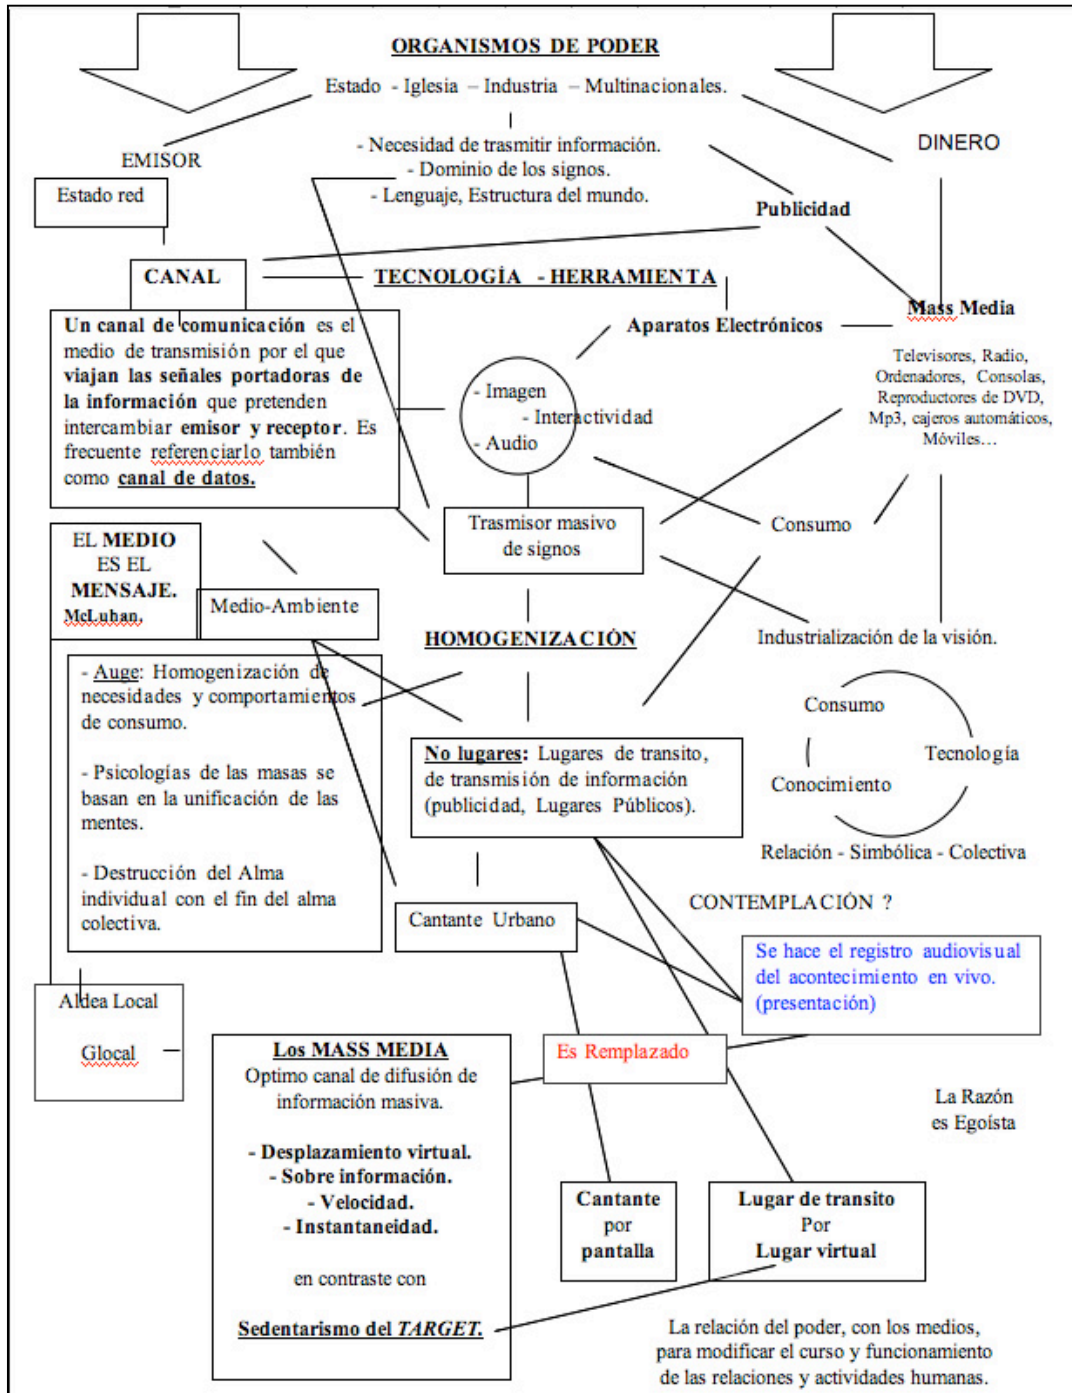 ORGANISMOS DE PODER
Estado - Iglesia – Industria – Multinacionales.
- Necesidad de trasmitir información.
- Dominio de los signos.
- Lenguaje, Estructura del mundo.
EMISOR
Estado red
DINERO
Publicidad
CANAL
TECNOLOGÍA - HERRAMIENTA
Un canal de comunicación es el
medio de transmisión por el que
viajan las señales portadoras de
la información que pretenden
intercambiar emisor y receptor. Es
frecuente referenciarlo también
como canal de datos.
Aparatos Electrónicos
Mass Media
Televisores, Radio,
Ordenadores, Consolas,
Reproductores de DVD,
Mp3, cajeros automáticos,
Móviles…
- Imagen
- Interactividad
- Audio
Trasmisor masivo
de signos
Consumo
EL MEDIO
ES EL
MENSAJE.
McLuhan.
Medio-Ambiente
HOMOGENIZACIÓN
Industrialización de la visión.
- Auge: Homogenización de
necesidades y comportamientos
de consumo.
- Psicologías de las masas se
basan en la unificación de las
mentes.
- Destrucción del Alma
individual con el fin del alma
colectiva.
No lugares: Lugares de transito,
de transmisión de información
(publicidad, Lugares Públicos).
Consumo
Tecnología
Conocimiento
Relación - Simbólica - Colectiva
CONTEMPLACIÓN ?
Cantante Urbano
Se hace el registro audiovisual
del acontecimiento en vivo.
(presentación)
Aldea Local
Glocal
Los MASS MEDIA
Optimo canal de difusión de
información masiva.
- Desplazamiento virtual.
- Sobre información.
- Velocidad.
- Instantaneidad.
en contraste con
Sedentarismo del TARGET.
Es Remplazado
La Razón
es Egoísta
Cantante
por
pantalla
Lugar de transito
Por
Lugar virtual
La relación del poder, con los medios,
para modificar el curso y funcionamiento
de las relaciones y actividades humanas.